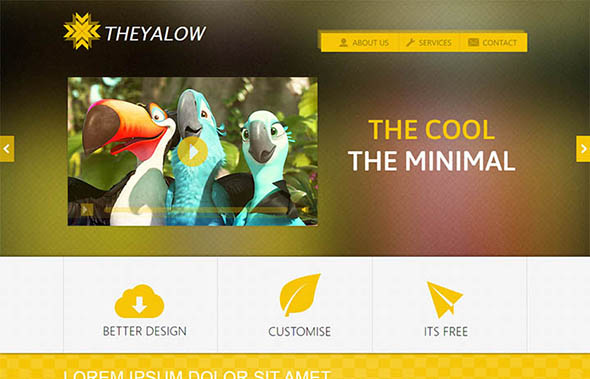 THEYALOW
ABOUT US
SERVICES
CONTACT
THE COOL
THE MINIMAL
BETTER DESIGN
CUSTOMISE
ITS FREE
LOREM IPSUM DOLOR SIT AMET